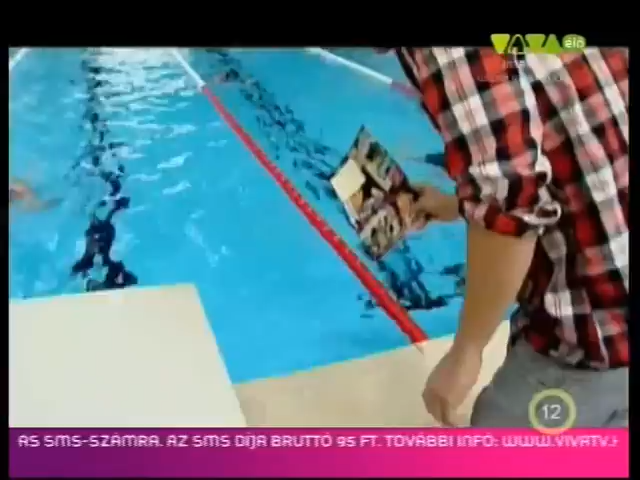 VIVA élő
12
AS SMS-SZÁMRA. AZ SMS DÍJA BRUTTÓ 95 FT. TOVÁBBI INFÓ: WWW.VIVATV.H